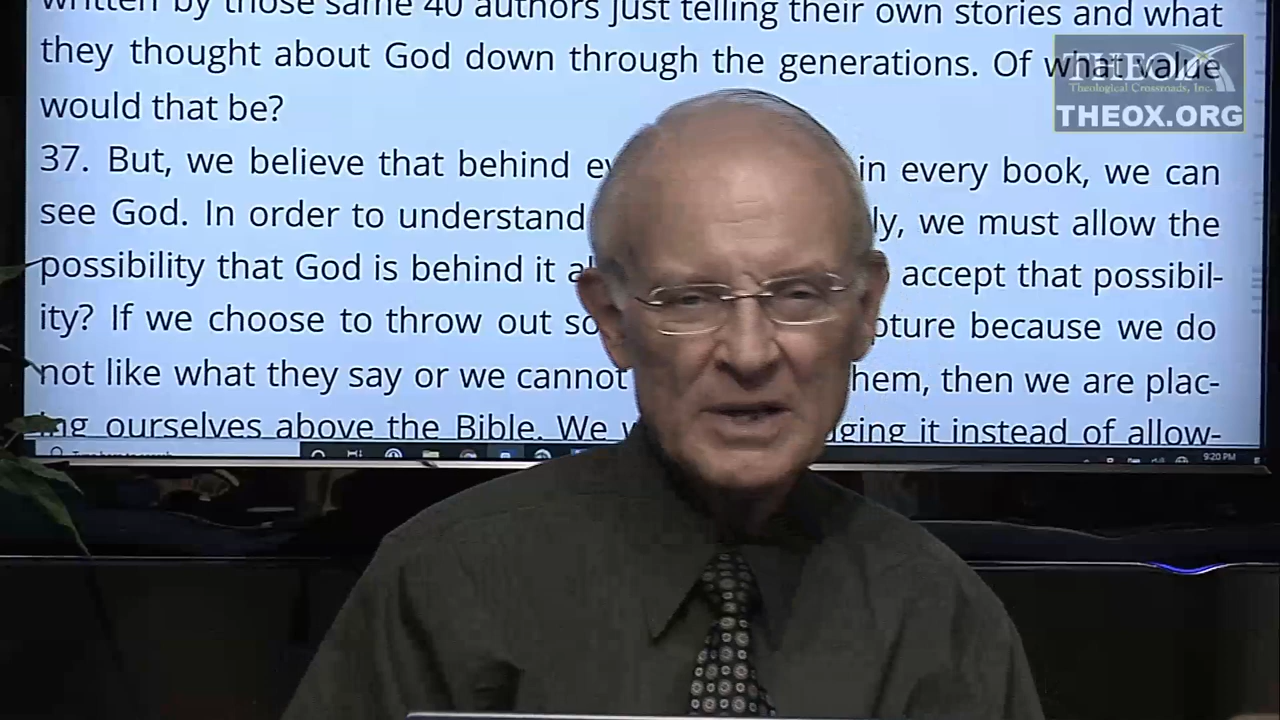 written by those same 40 authors just telling their own stories and what
they thought about God down through the generations. Of what value
would that be?
37. But, we believe that behind in every book, we can
see God. In order to understand we must allow the
possibility that God is behind it accept that possibil-
ity? If we choose to throw out because we do
not like what they say or we cannot then we are plac-
ing ourselves above the Bible. We it instead of allow-
9:20 PM
THEOX
Theological Crossroads, Inc.
THEOX.ORG